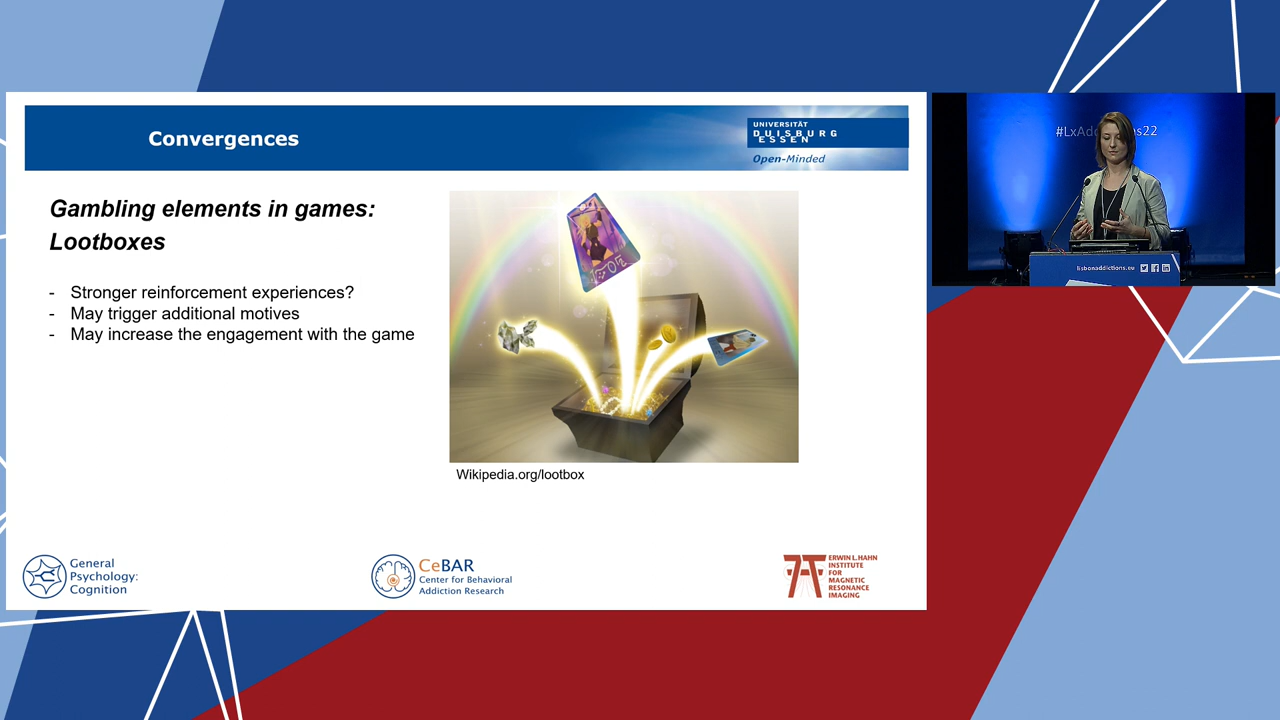 Convergences
UNIVERSITÄT
DUISBURG
ESSEN
Open-Minded
Gambling elements in games:
Lootboxes
- Stronger reinforcement experiences?
- May trigger additional motives
- May increase the engagement with the game
Wikipedia.org/lootbox
General
Psychology:
Cognition
CeBAR
Center for Behavioral
Addiction Research
ERWIN L. HAHN
INSTITUTE
FOR
MAGNETIC
RESONANCE
IMAGING
lisbonaddictions.eu